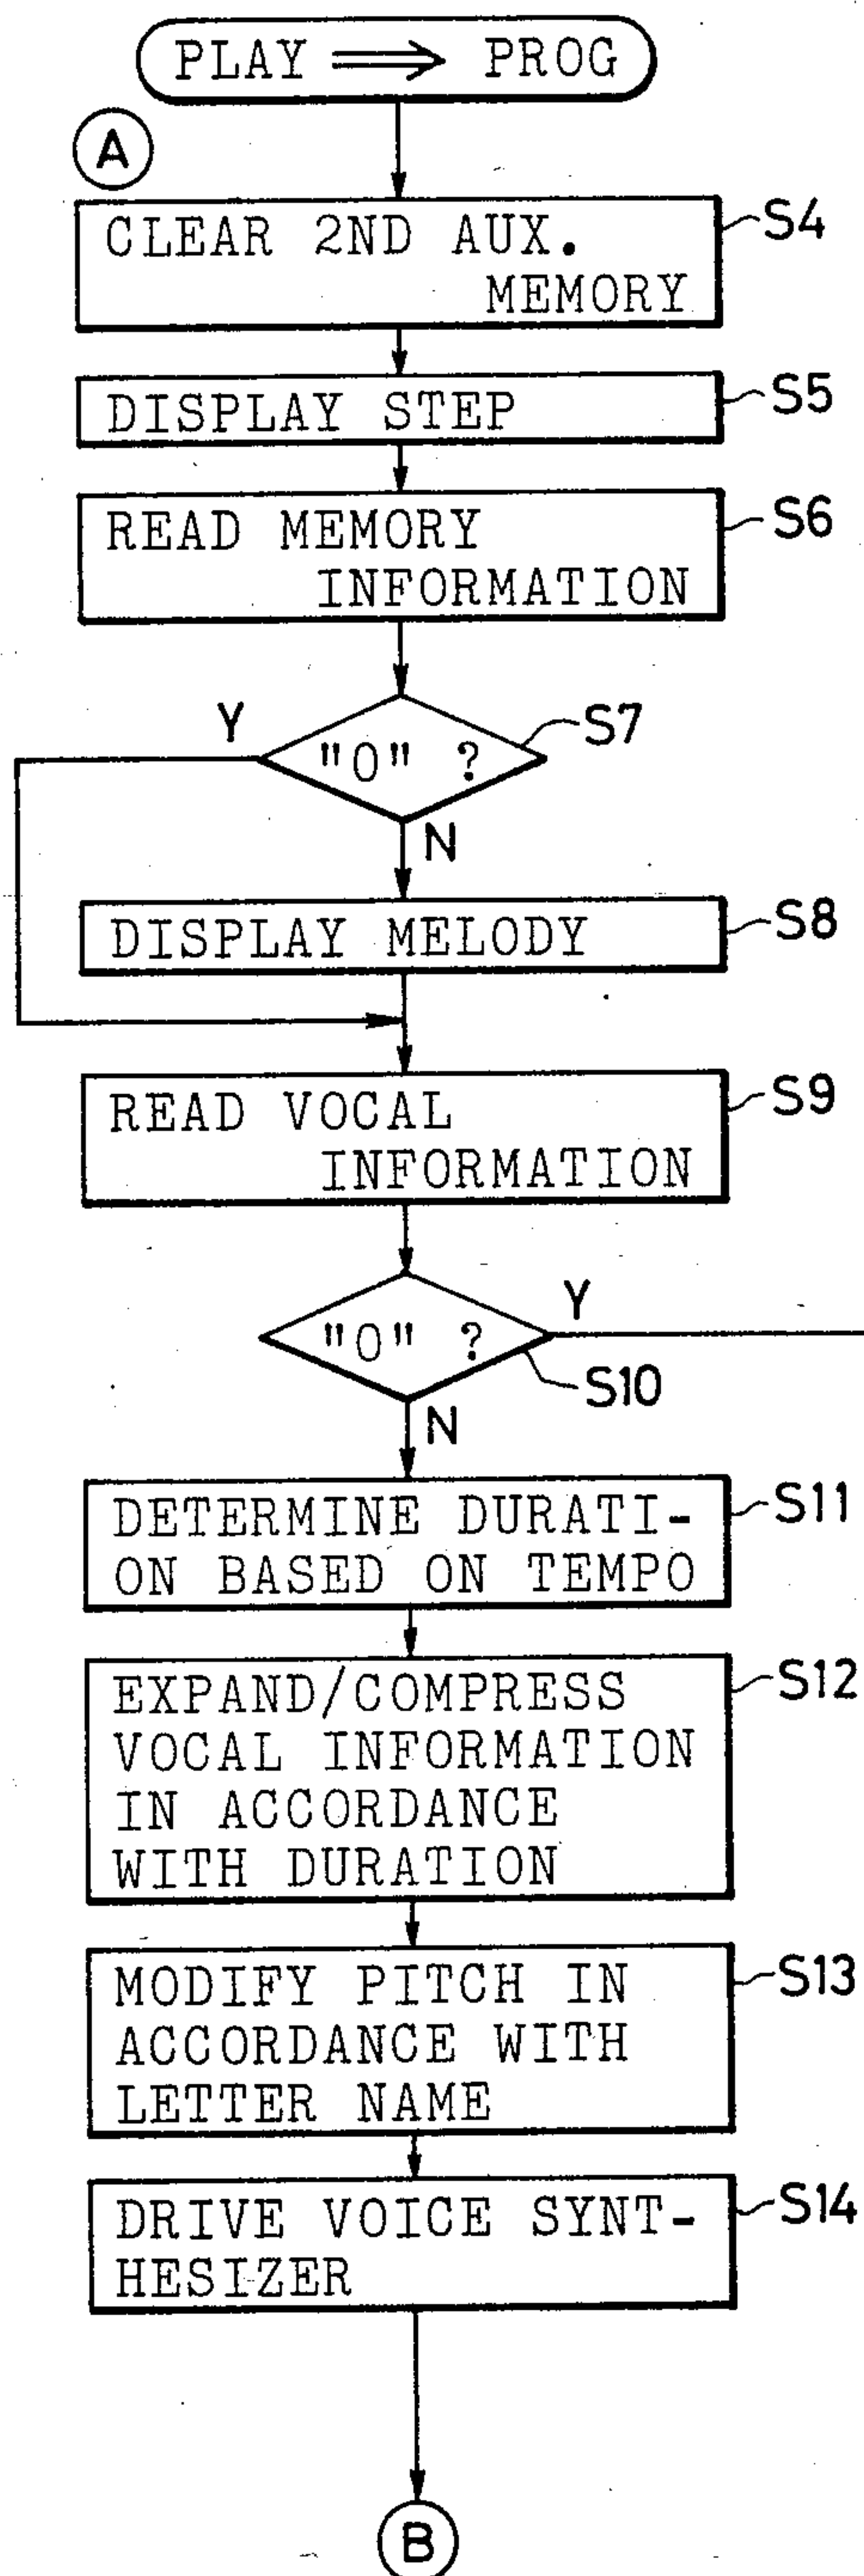 PLAY ⟹ PROG
A
CLEAR 2ND AUX.
MEMORY
S4
DISPLAY STEP
S5
READ MEMORY
INFORMATION
S6
Y
"0" ?
S7
N
DISPLAY MELODY
S8
READ VOCAL
INFORMATION
S9
"0" ?
Y
S10
N
DETERMINE DURATI-
ON BASED ON TEMPO
S11
EXPAND/COMPRESS
VOCAL INFORMATION
IN ACCORDANCE
WITH DURATION
S12
MODIFY PITCH IN
ACCORDANCE WITH
LETTER NAME
S13
DRIVE VOICE SYNT-
HESIZER
S14
B